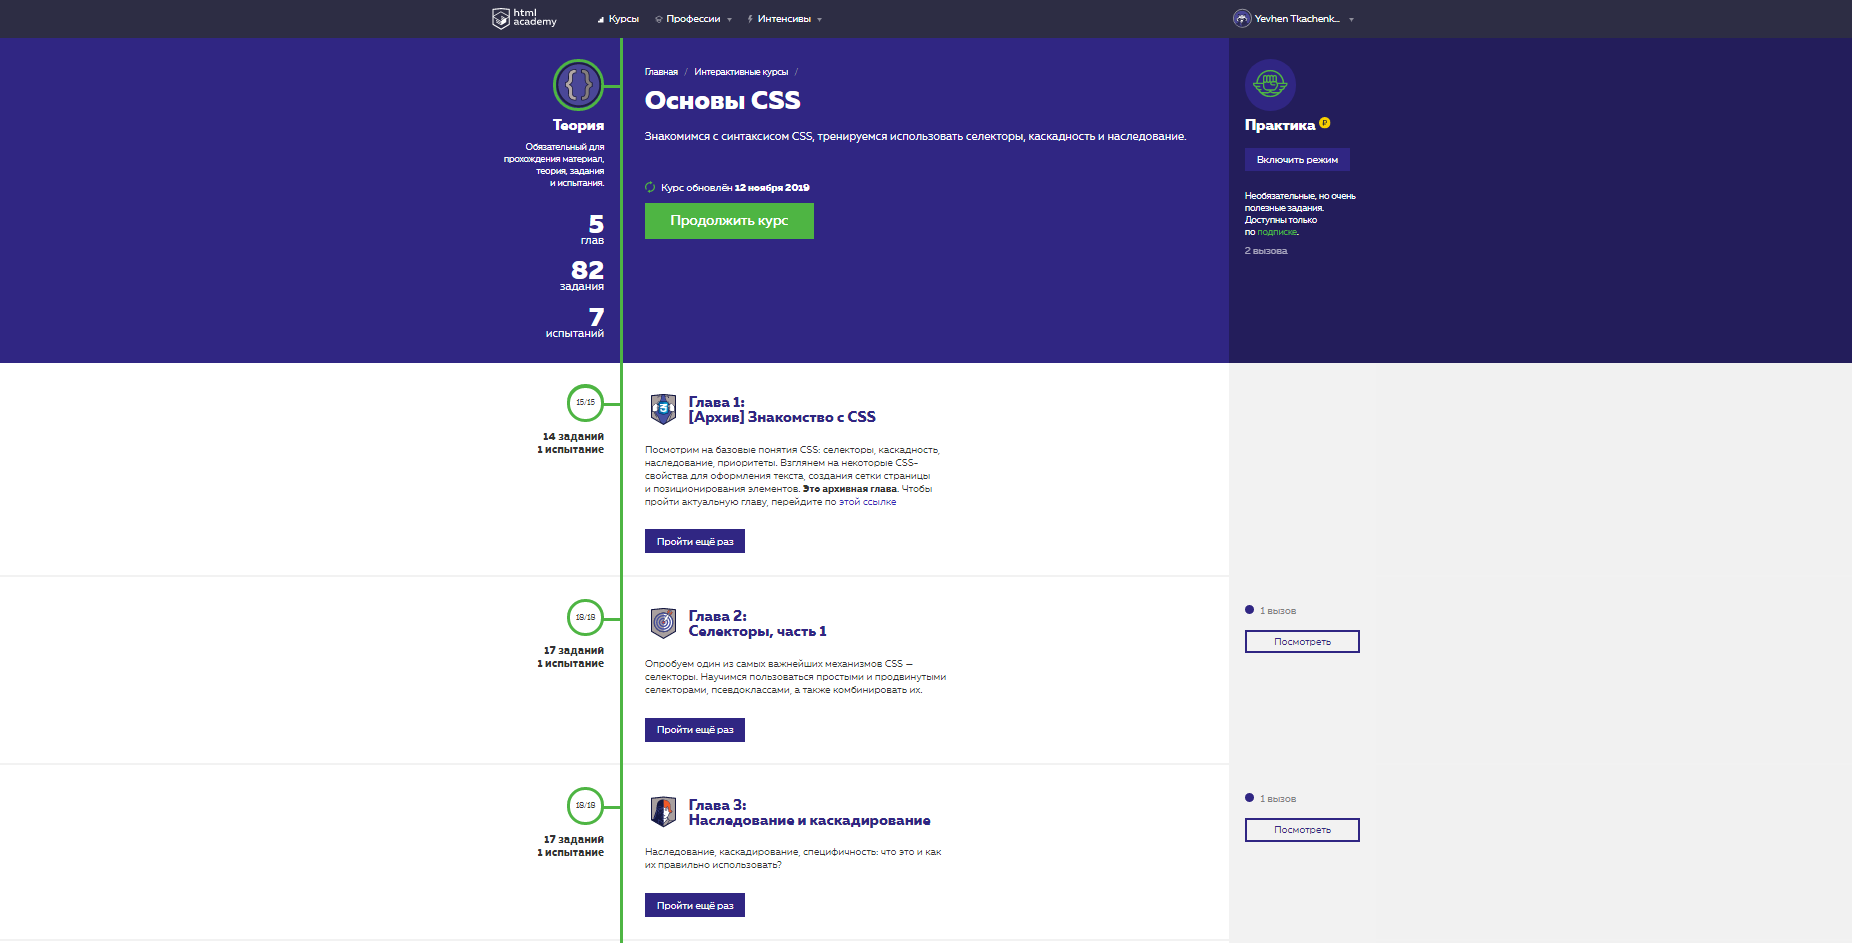 html
academy
Курсы
Профессии
Интенсивы
Yevhen Tkachenk...
Теория
Обязательный для
прохождения материал,
теория, задания
и испытания.
5
глав
82
задания
7
испытаний
Главная / Интерактивные курсы /
Основы CSS
Знакомимся с синтаксисом CSS, тренируемся использовать селекторы, каскадность и наследование.
Курс обновлён 12 ноября 2019
Продолжить курс
Практика
Включить режим
Необязательные, но очень
полезные задания.
Доступны только
по подписке.
2 вызова
15/15
14 заданий
1 испытание
Глава 1:
[Архив] Знакомство с CSS
Посмотрим на базовые понятия CSS: селекторы, каскадность,
наследование, приоритеты. Взглянем на некоторые CSS-
свойства для оформления текста, создания сетки страницы
и позиционирования элементов. Это архивная глава. Чтобы
пройти актуальную главу, перейдите по этой ссылке
Пройти ещё раз
18/18
17 заданий
1 испытание
Глава 2:
Селекторы, часть 1
Опробуем один из самых важнейших механизмов CSS —
селекторы. Научимся пользоваться простыми и продвинутыми
селекторами, псевдоклассами, а также комбинировать их.
Пройти ещё раз
1 вызов
Посмотреть
18/18
17 заданий
1 испытание
Глава 3:
Наследование и каскадирование
Наследование, каскадирование, специфичность: что это и как
их правильно использовать?
Пройти ещё раз
1 вызов
Посмотреть